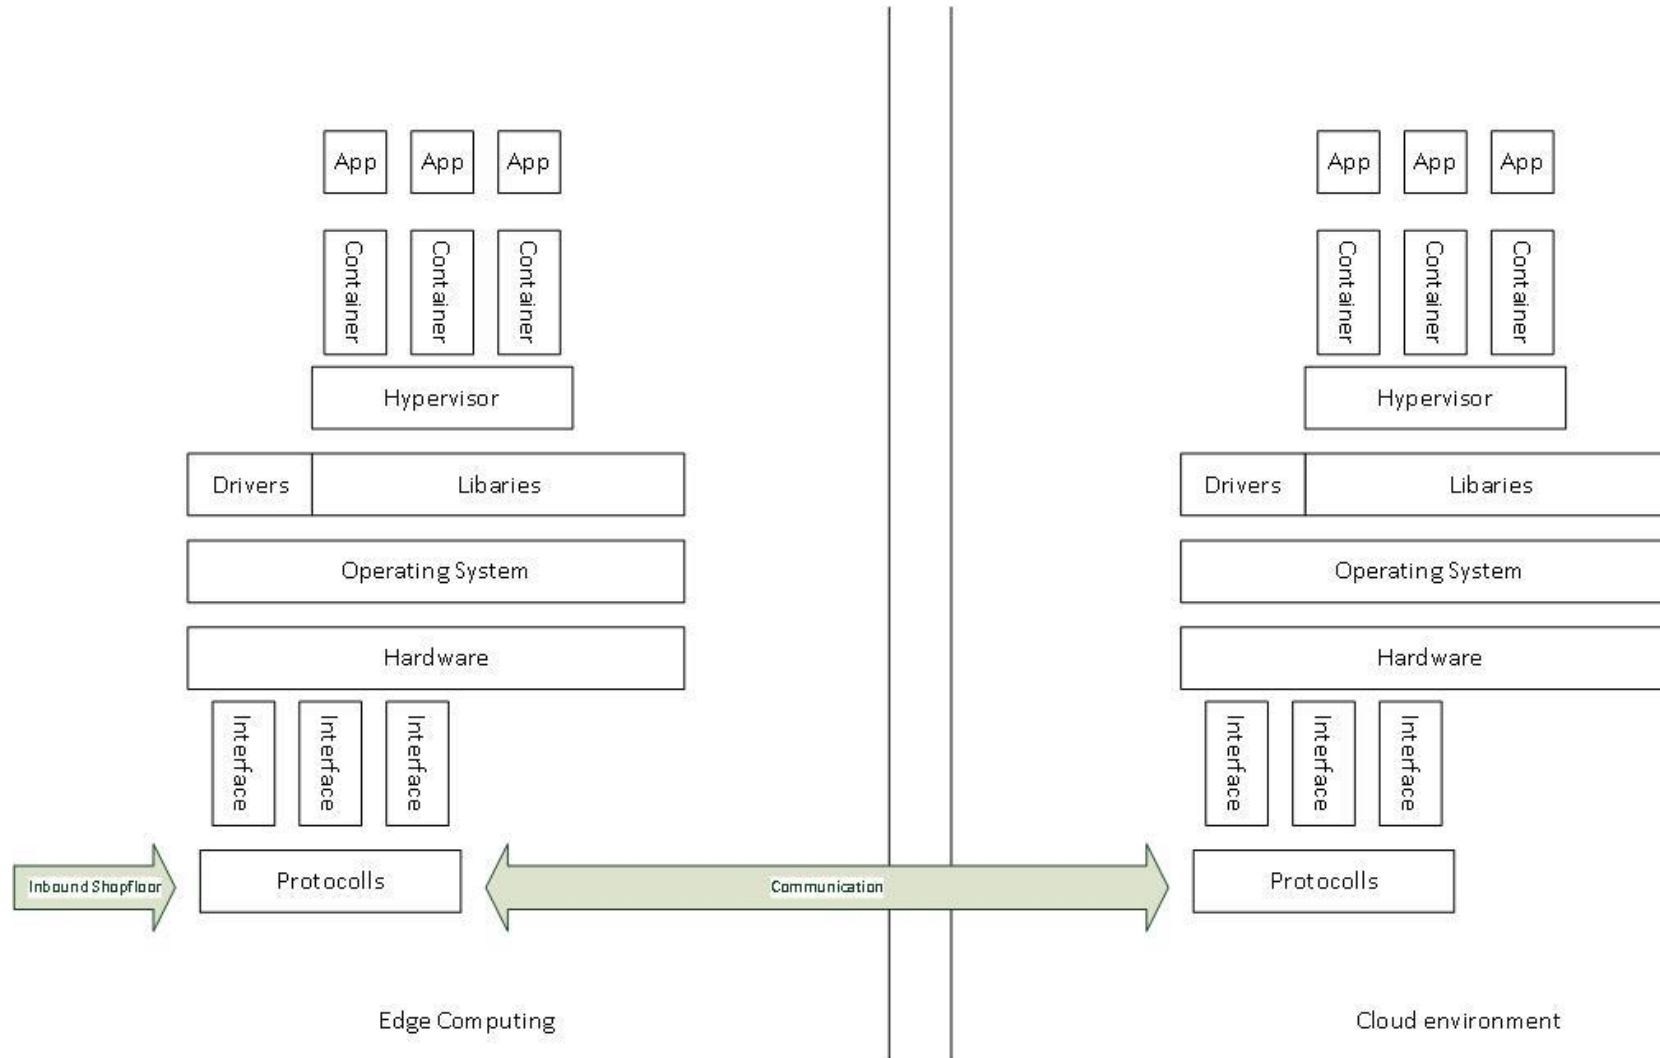 App App App
Container Container Container
Hypervisor
Drivers Libaries
Operating System
Hardware
Interface Interface Interface
Inbound Shopfloor
Protocolls
Communication
Edge Computing
App App App
Container Container Container
Hypervisor
Drivers Libaries
Operating System
Hardware
Interface Interface Interface
Protocolls
Cloud environment